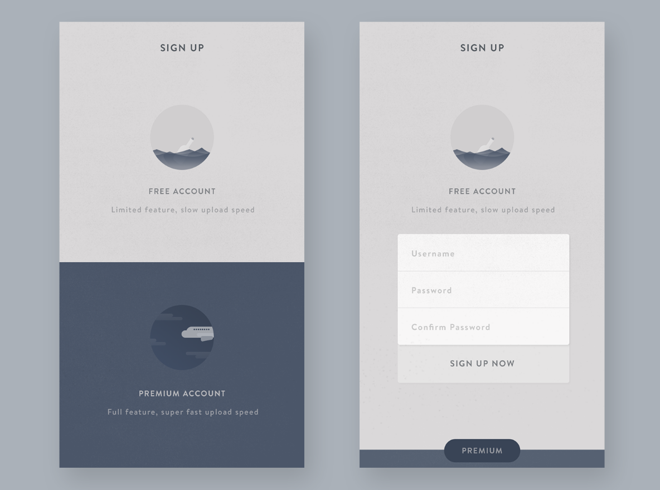 SIGN UP
FREE ACCOUNT
Limited feature, slow upload speed
PREMIUM ACCOUNT
Full feature, super fast upload speed
SIGN UP
FREE ACCOUNT
Limited feature, slow upload speed
Username
Password
Confirm Password
SIGN UP NOW
PREMIUM